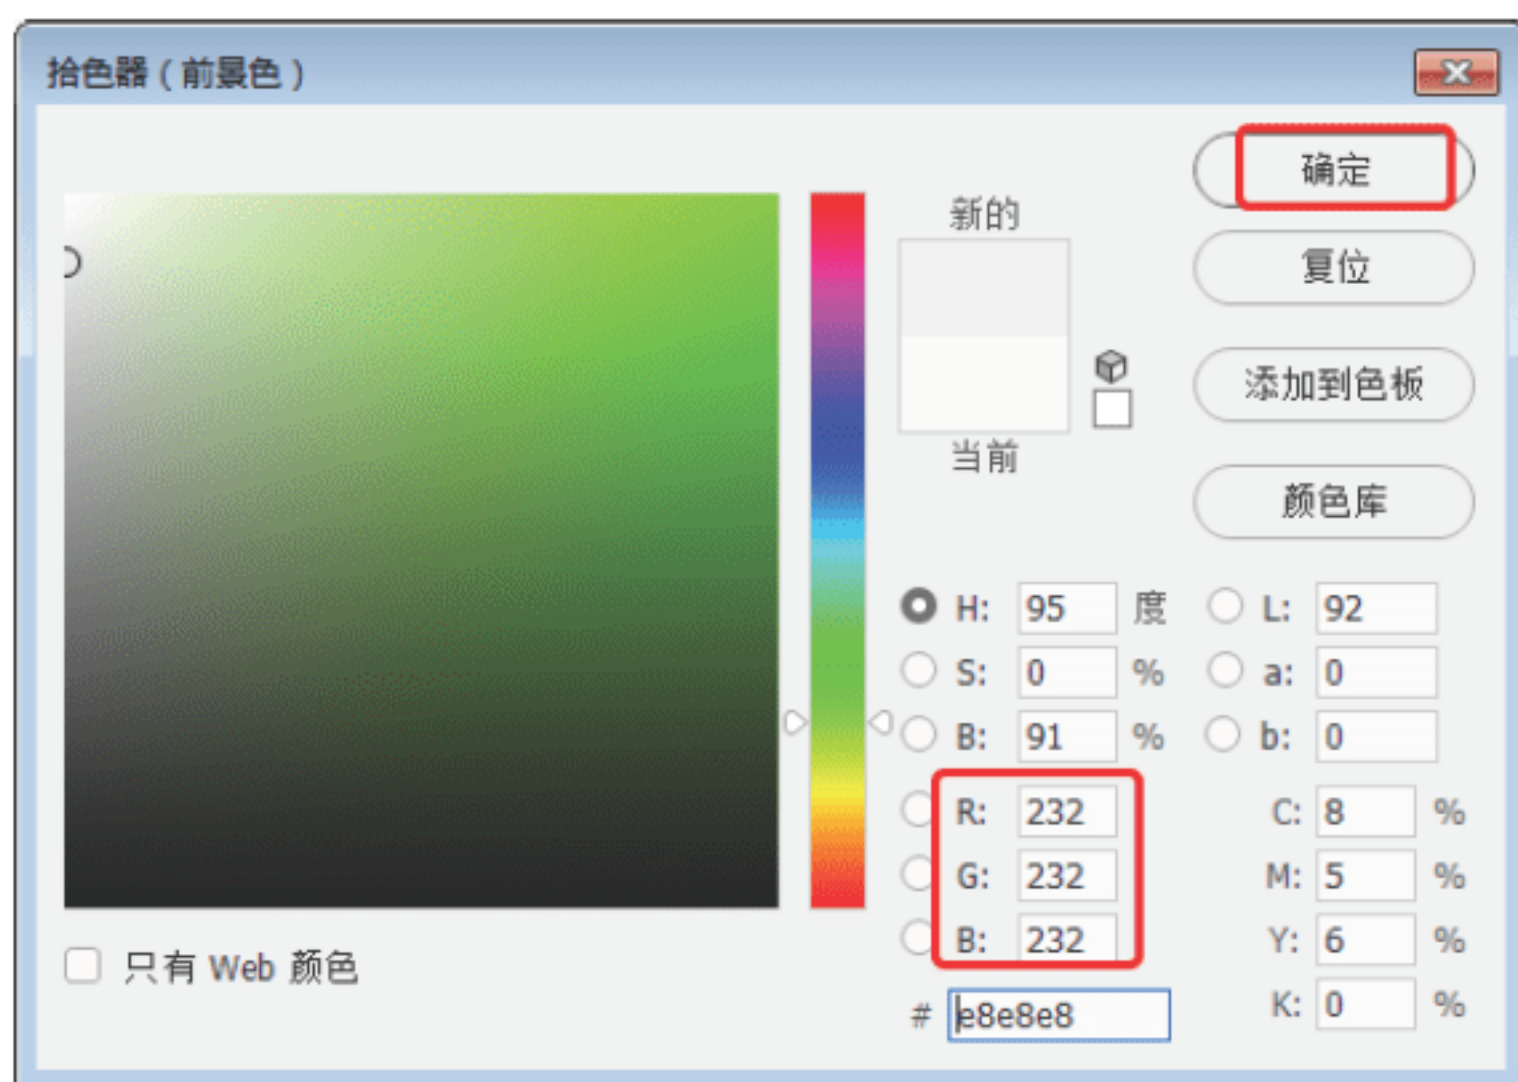 拾色器（前景色）
确定
新的
复位
添加到色板
当前
颜色库
H: 95 度 L: 92
S: 0 % a: 0
B: 91 % b: 0
R: 232 C: 8 %
G: 232 M: 5 %
B: 232 Y: 6 %
只有 Web 颜色
# e8e8e8 K: 0 %